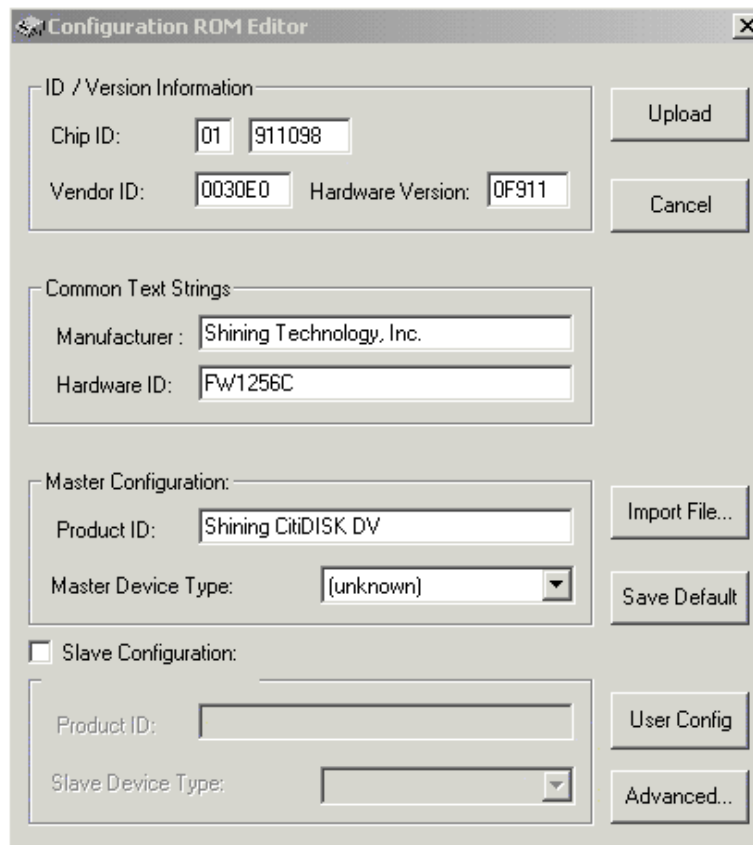 Configuration ROM Editor
ID / Version Information
Chip ID: 01 911098
Vendor ID: 0030E0 Hardware Version: 0F911
Upload
Cancel
Common Text Strings
Manufacturer : Shining Technology, Inc.
Hardware ID: FW1256C
Master Configuration:
Product ID: Shining CitiDISK DV
Master Device Type: (unknown)
Import File...
Save Default
Slave Configuration:
Product ID:
Slave Device Type:
User Config
Advanced...